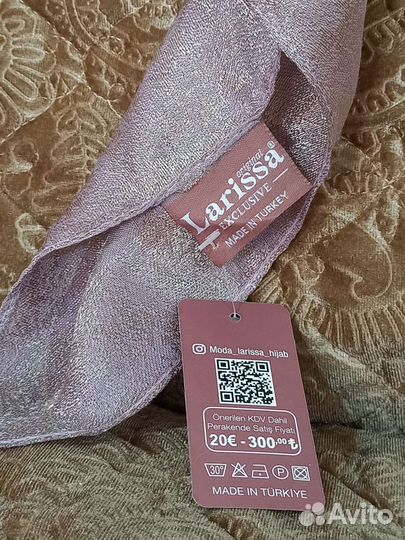 original
Larissa®
EXCLUSIVE
MADE IN TURKEY
Moda_larissa_hijab
Önerilen KDV Dahil
Perakende Satış Fiyatı
20€ - 300.00₺
30° P
MADE IN TÜRKİYE
Avito